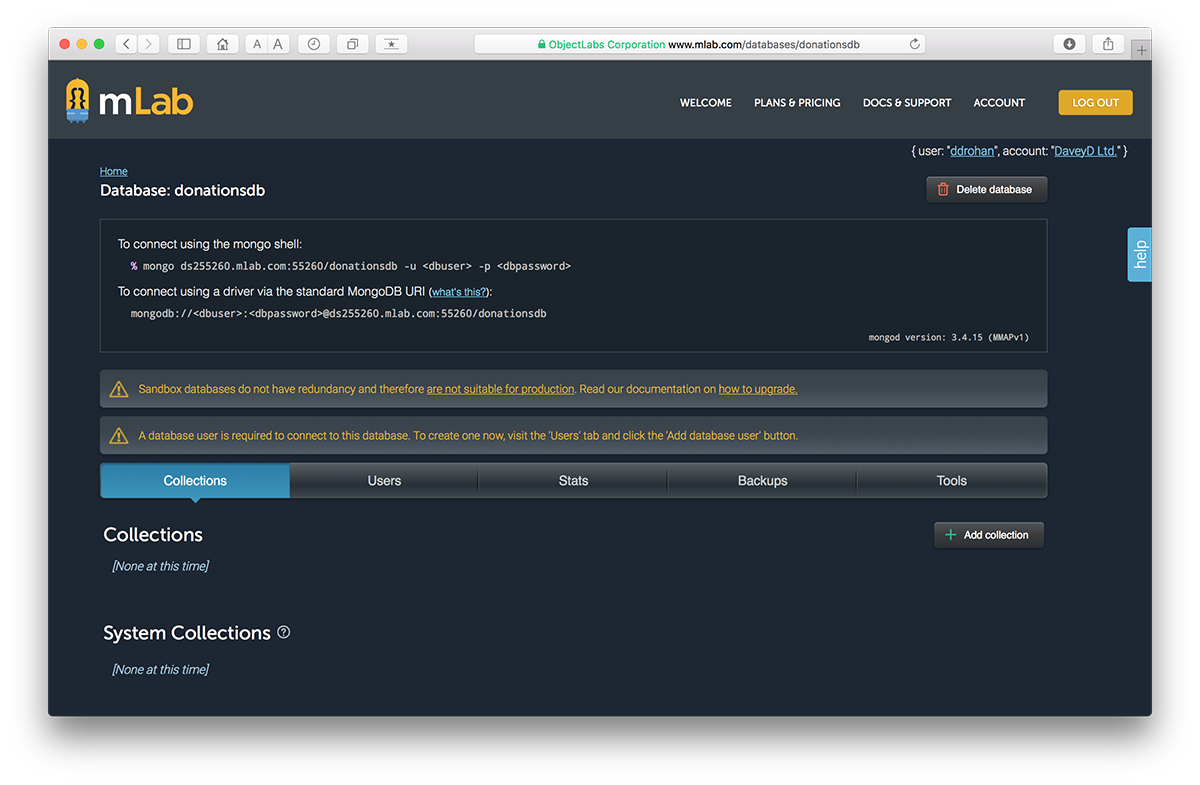 A A
ObjectLabs Corporation www.mlab.com/databases/donationsdb
mLab
WELCOME PLANS & PRICING DOCS & SUPPORT ACCOUNT LOG OUT
{ user: "ddrohan", account: "DaveyD Ltd." }
Home
Database: donationsdb
Delete database
help
To connect using the mongo shell:
% mongo ds255260.mlab.com:55260/donationsdb -u <dbuser> -p <dbpassword>
To connect using a driver via the standard MongoDB URI (what's this?):
mongodb://<dbuser>:<dbpassword>@ds255260.mlab.com:55260/donationsdb
mongod version: 3.4.15 (MMAPv1)
Sandbox databases do not have redundancy and therefore are not suitable for production. Read our documentation on how to upgrade.
A database user is required to connect to this database. To create one now, visit the 'Users' tab and click the 'Add database user' button.
Collections Users Stats Backups Tools
Collections
+ Add collection
[None at this time]
System Collections ?
[None at this time]